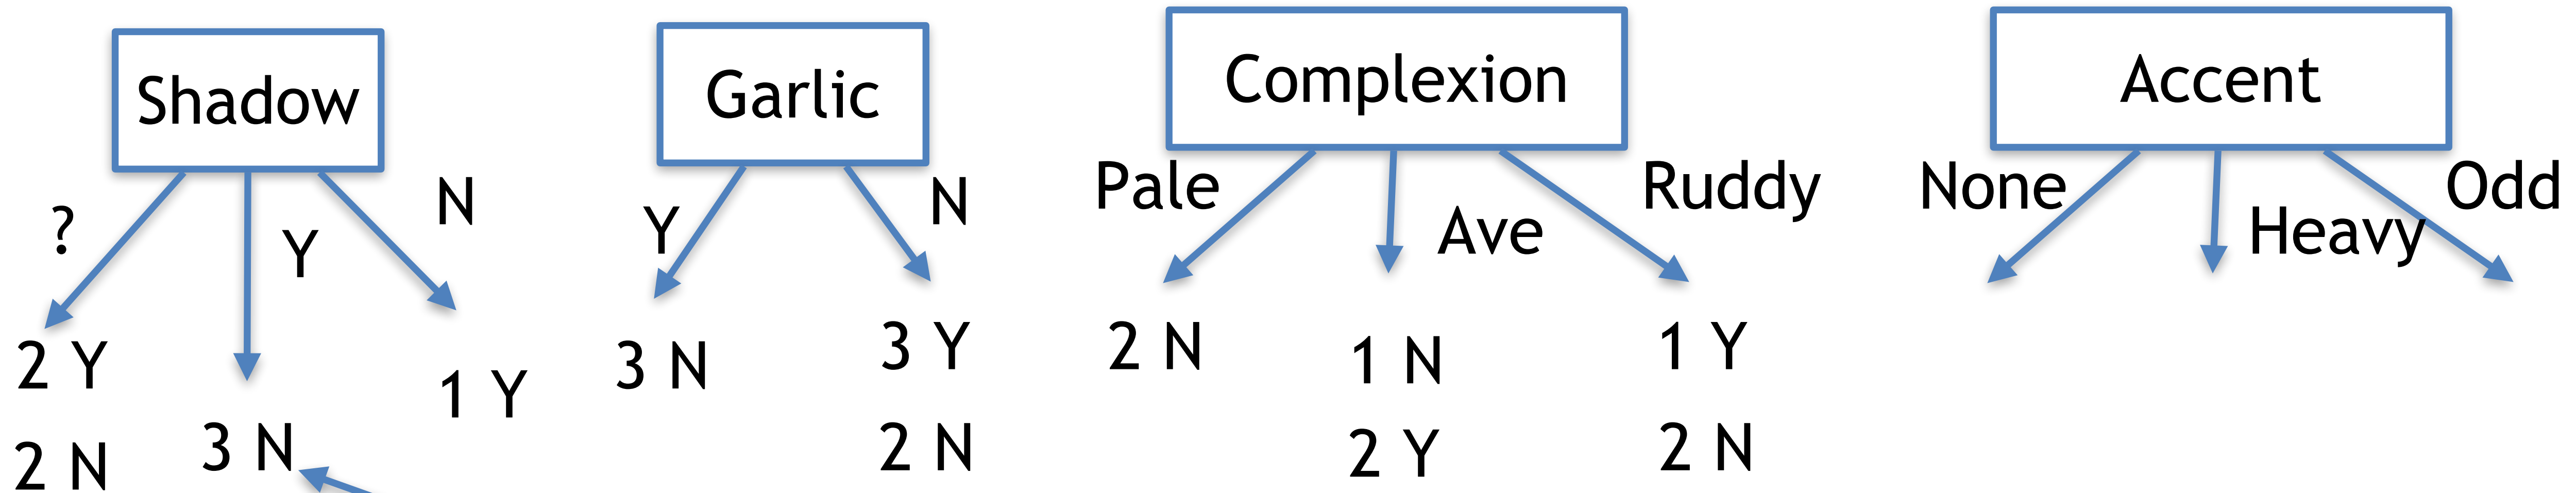 Shadow
?
Y
N
2 Y
2 N
3 N
1 Y
Garlic
Y
N
3 N
3 Y
2 N
Complexion
Pale
Ave
Ruddy
2 N
1 N
2 Y
1 Y
2 N
Accent
None
Heavy
Odd